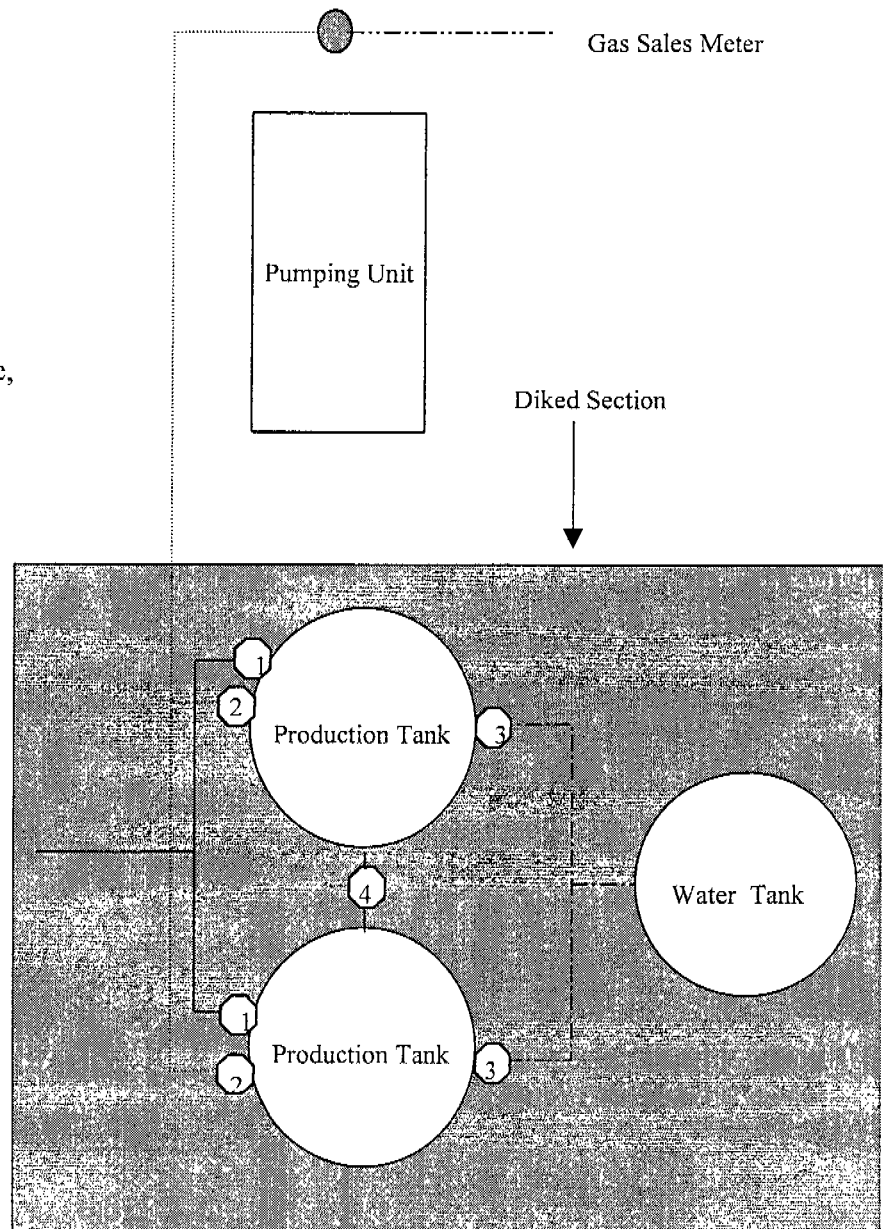 Gas Sales Meter
Pumping Unit
e,
Diked Section
1
2
Production Tank
3
4
Water Tank
1
Production Tank
2
3